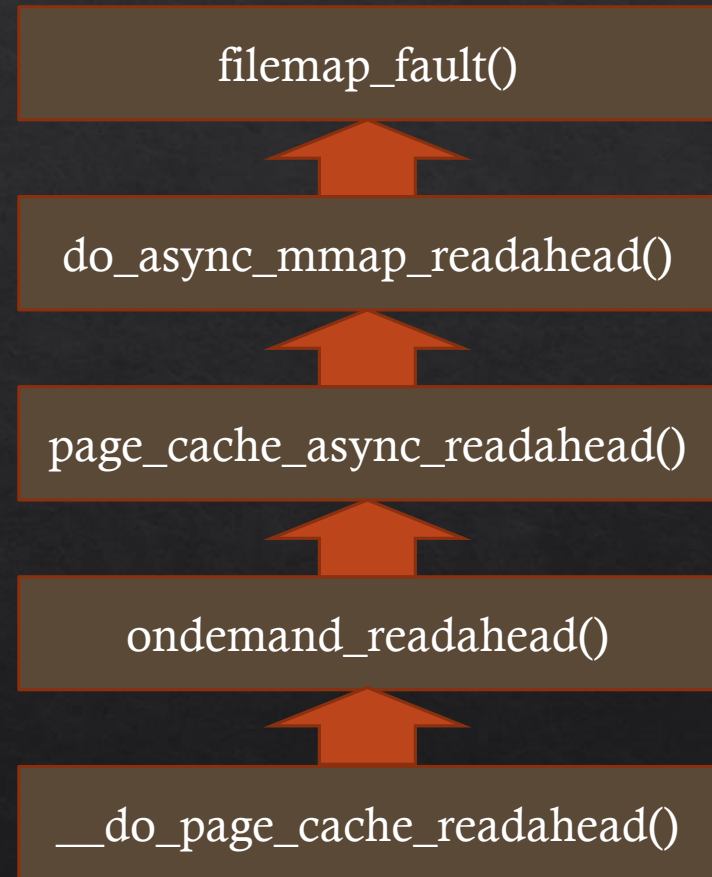 filemap_fault()
do_async_mmap_readahead()
page_cache_async_readahead()
ondemand_readahead()
__do_page_cache_readahead()